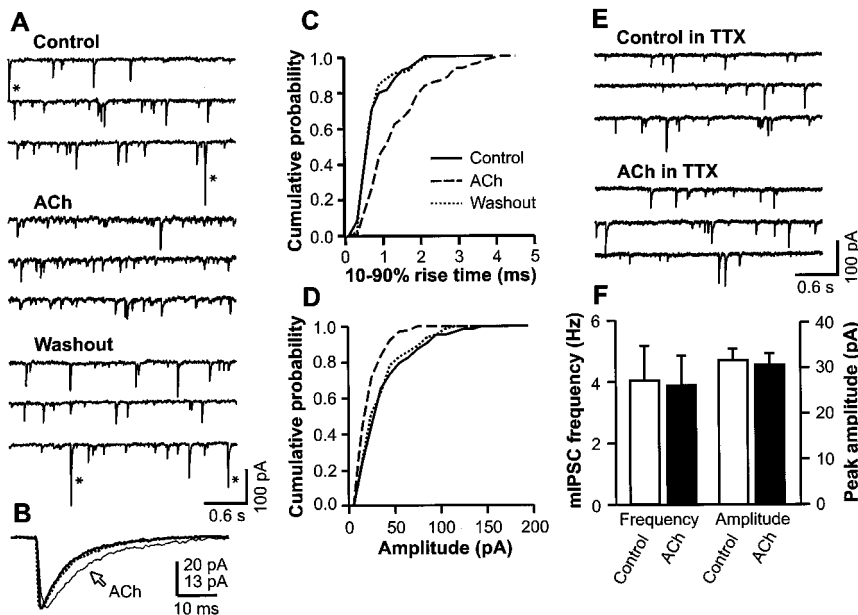 A
Control
*
*
ACh
Washout
*
*
100 pA
0.6 s
B
ACh
20 pA
13 pA
10 ms
C
Cumulative probability
1.0
0.8
0.6
0.4
0.2
0.0
Control
ACh
Washout
0 1 2 3 4 5
10-90% rise time (ms)
D
Cumulative probability
1.0
0.8
0.6
0.4
0.2
0.0
0 50 100 150 200
Amplitude (pA)
E
Control in TTX
ACh in TTX
100 pA
0.6 s
F
mIPSC frequency (Hz)
6
4
2
0
40
30
20
10
0
Peak amplitude (pA)
Frequency Amplitude
Control ACh Control ACh